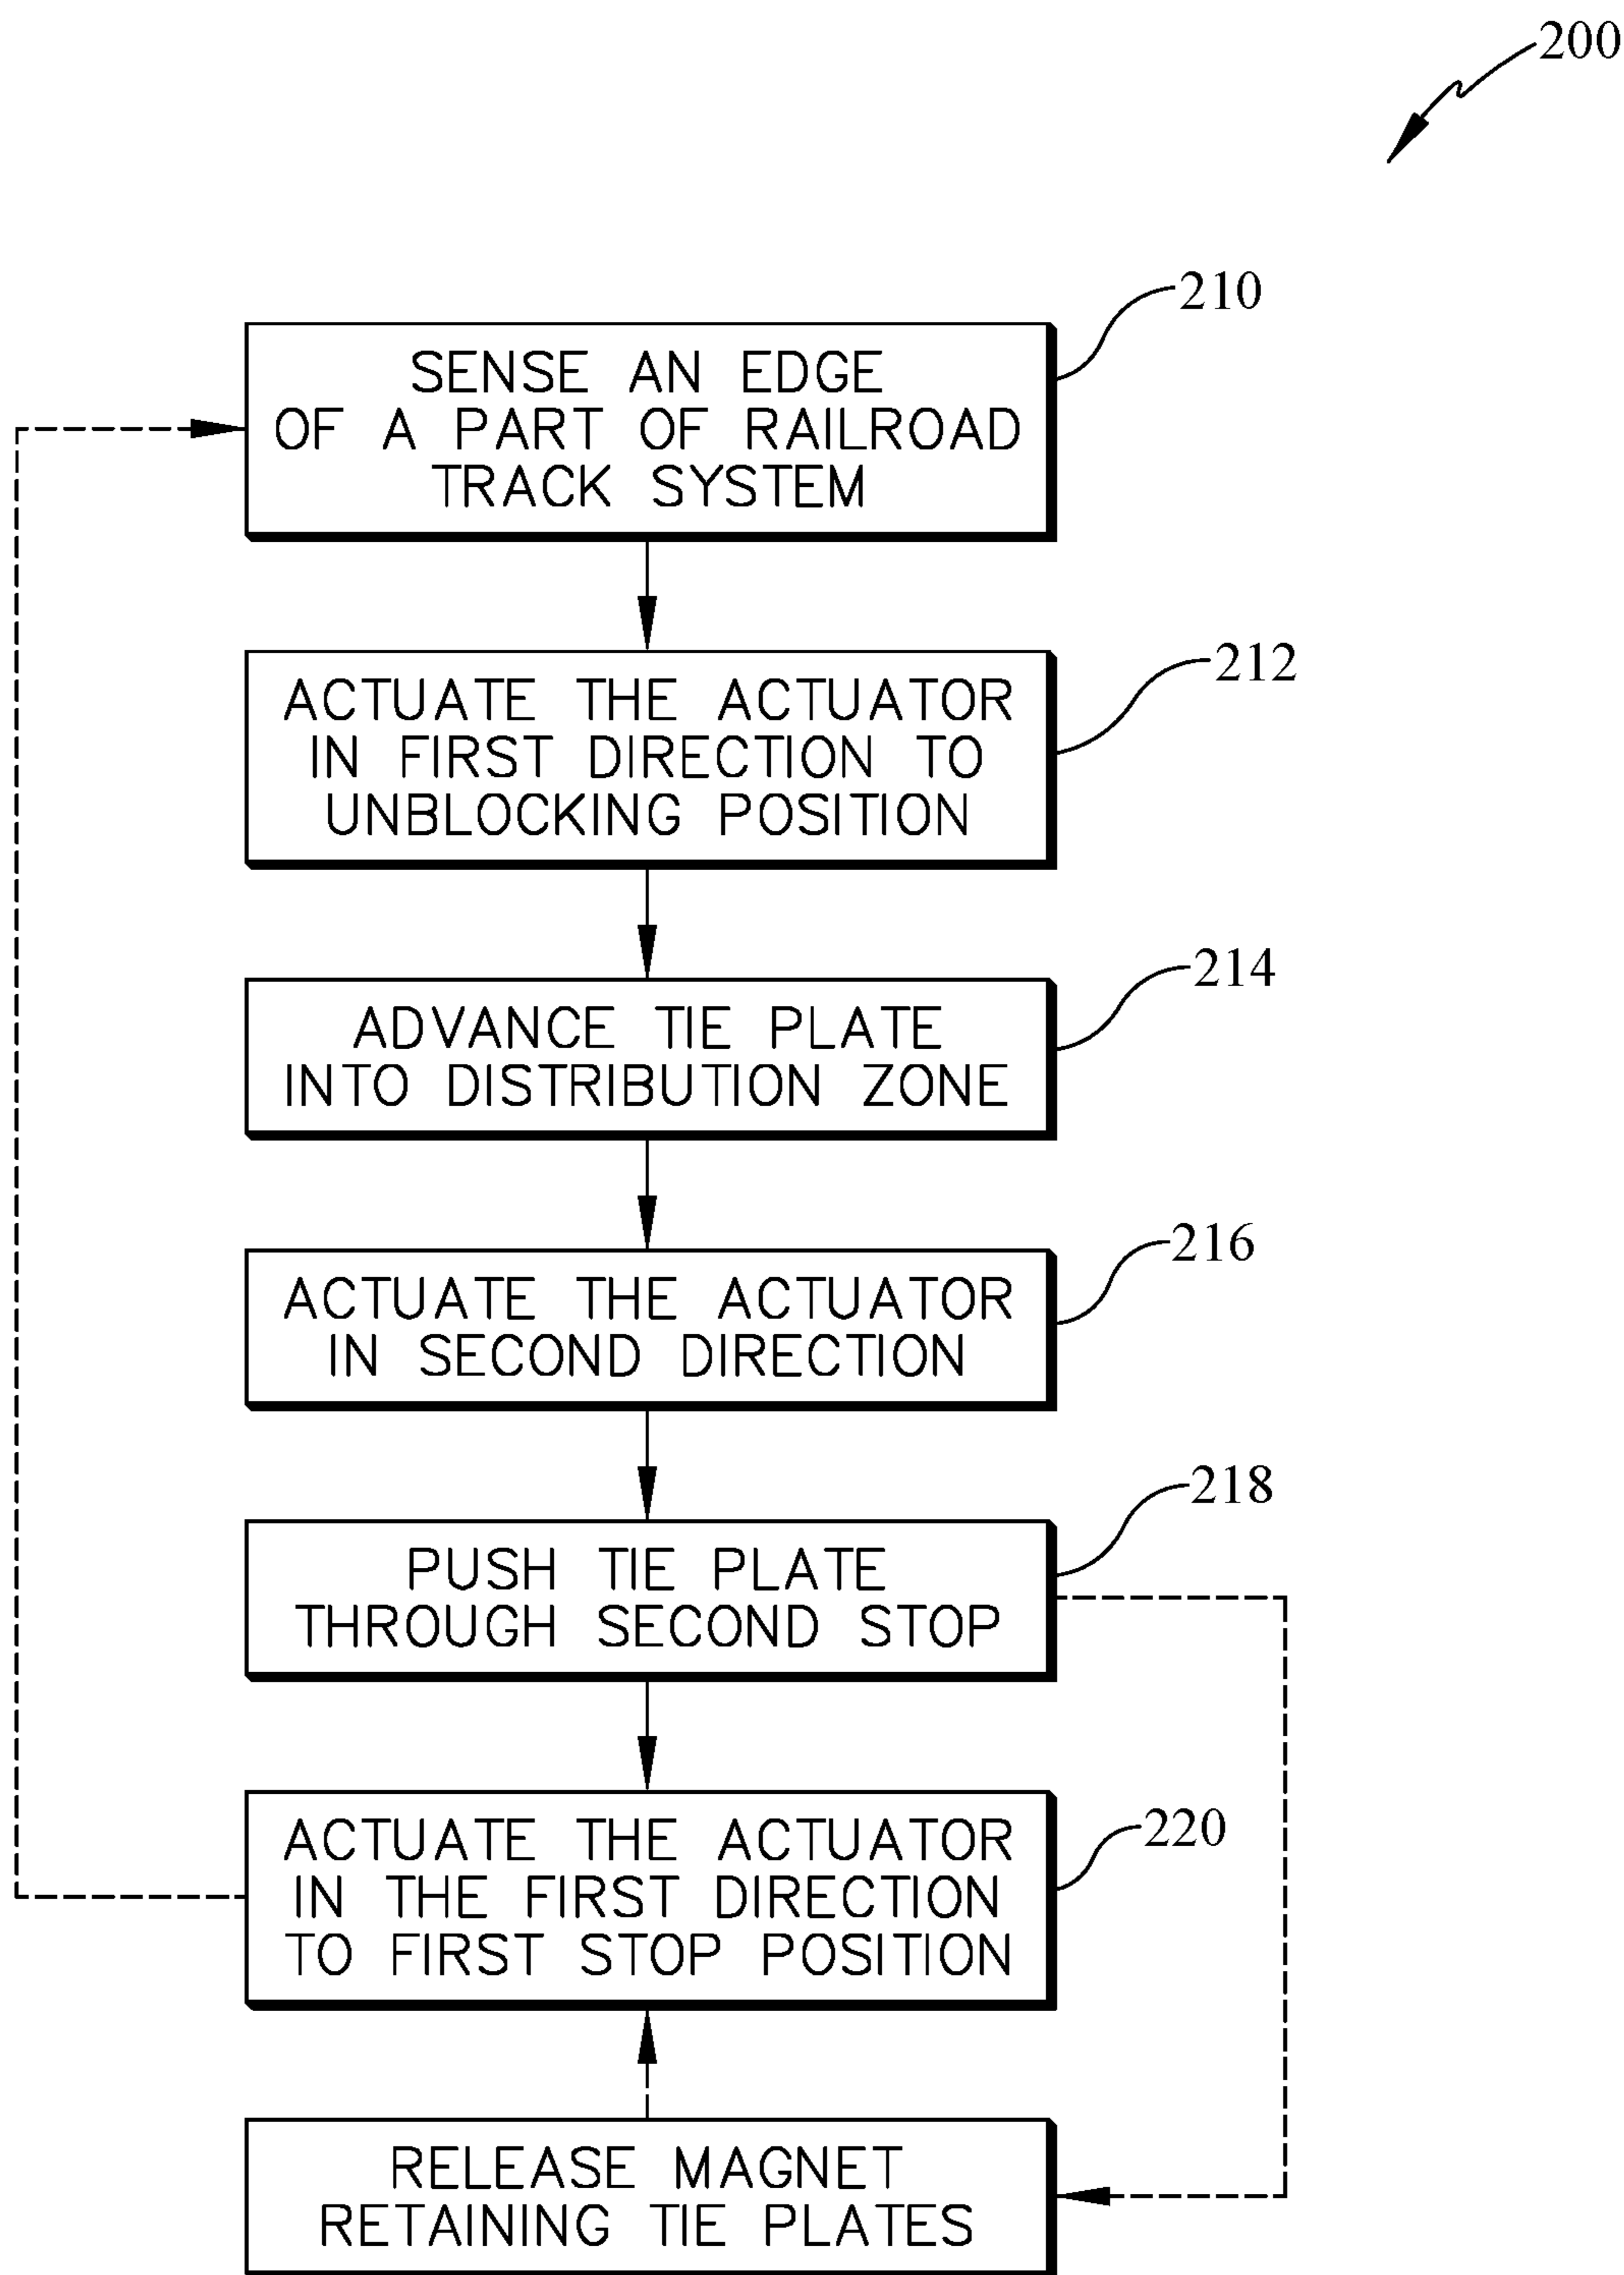 200
210
SENSE AN EDGE
OF A PART OF RAILROAD
TRACK SYSTEM
212
ACTUATE THE ACTUATOR
IN FIRST DIRECTION TO
UNBLOCKING POSITION
214
ADVANCE TIE PLATE
INTO DISTRIBUTION ZONE
216
ACTUATE THE ACTUATOR
IN SECOND DIRECTION
218
PUSH TIE PLATE
THROUGH SECOND STOP
220
ACTUATE THE ACTUATOR
IN THE FIRST DIRECTION
TO FIRST STOP POSITION
RELEASE MAGNET
RETAINING TIE PLATES